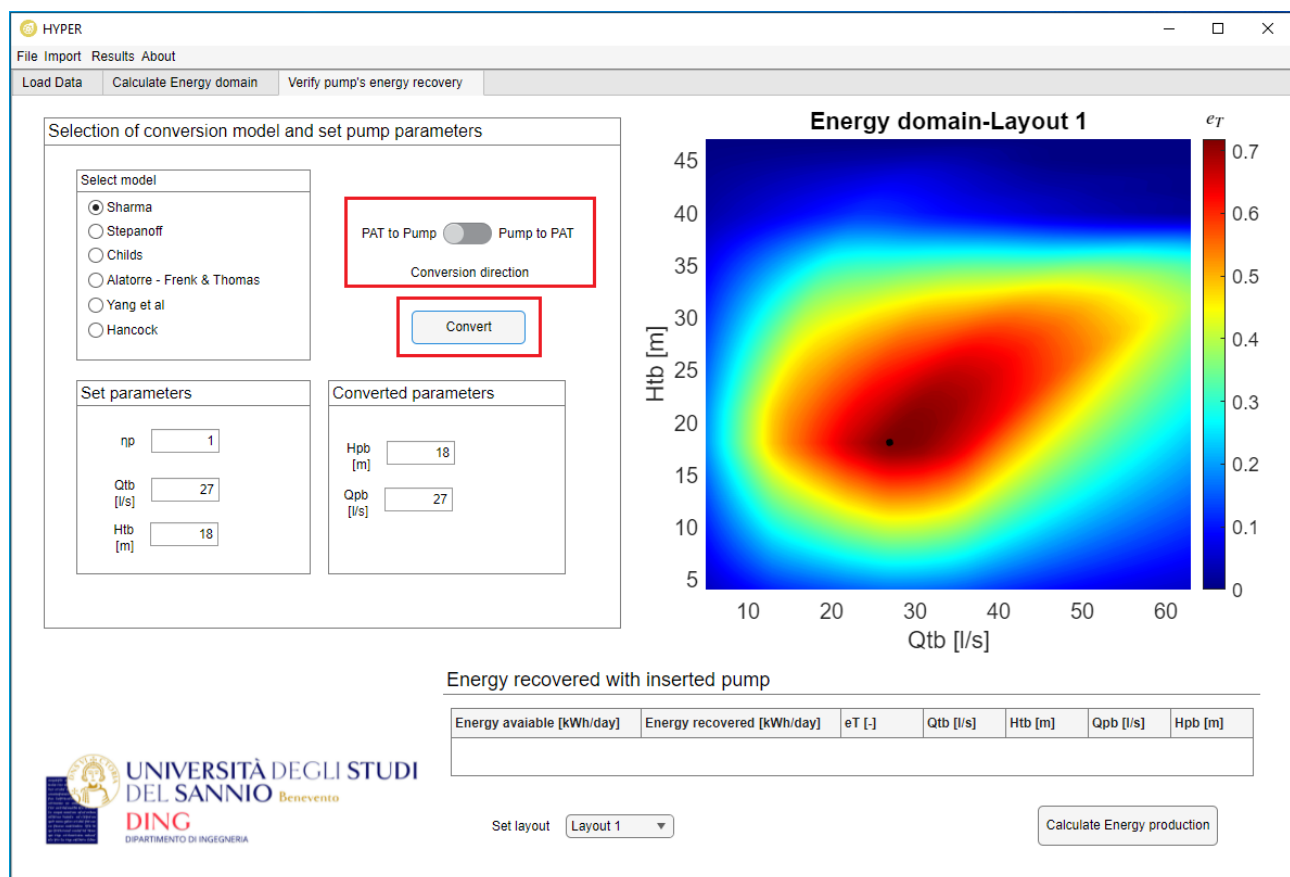 HYPER
File Import Results About
Load Data Calculate Energy domain Verify pump's energy recovery
Selection of conversion model and set pump parameters
Select model
Sharma
Stepanoff
Childs
Alatorre - Frenk & Thomas
Yang et al
Hancock
PAT to Pump Pump to PAT
Conversion direction
Convert
Set parameters
ηp 1
Qtb 27
[l/s]
Htb 18
[m]
Converted parameters
Hpb 18
[m]
Qpb 27
[l/s]
Energy domain-Layout 1
e_T
45
40
35
30
25
20
15
10
5
Htb [m]
10 20 30 40 50 60
Qtb [l/s]
0.7
0.6
0.5
0.4
0.3
0.2
0.1
0
Energy recovered with inserted pump
Energy avaiable [kWh/day] Energy recovered [kWh/day] eT [-] Qtb [l/s] Htb [m] Qpb [l/s] Hpb [m]
UNIVERSITÀ DEGLI STUDI
DEL SANNIO Benevento
DING
DIPARTIMENTO DI INGEGNERIA
Set layout Layout 1
Calculate Energy production